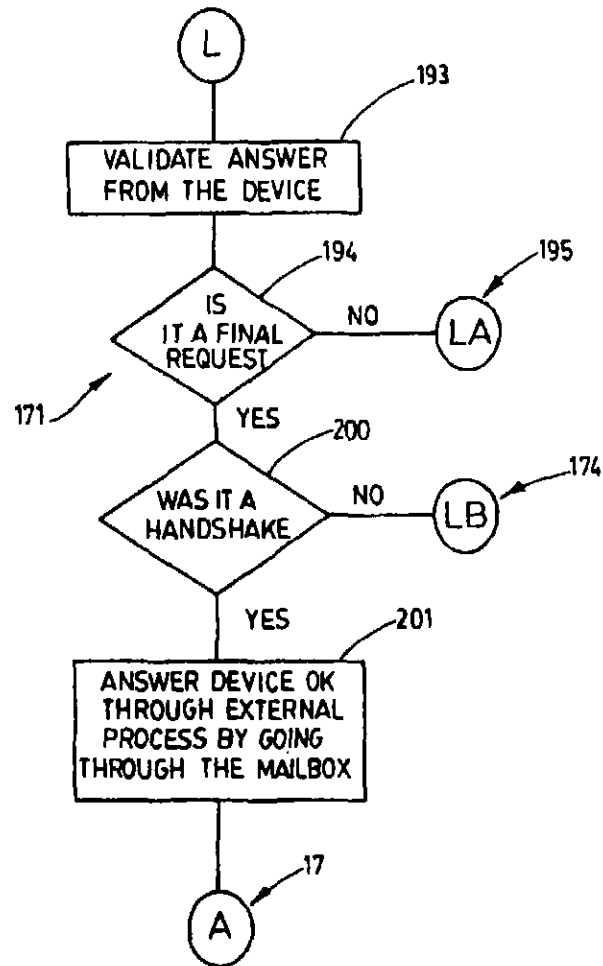 L
193
VALIDATE ANSWER
FROM THE DEVICE
194
195
IS
IT A FINAL
REQUEST
NO
LA
171
YES
200
174
WAS IT A
HANDSHAKE
NO
LB
YES
201
ANSWER DEVICE OK
THROUGH EXTERNAL
PROCESS BY GOING
THROUGH THE MAILBOX
17
A